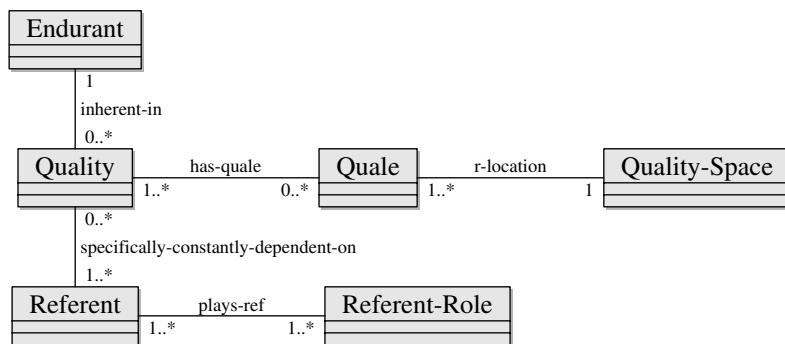 Endurant
1
inherent-in
0..*
Quality has-quale Quale r-location Quality-Space
1..* 0..* 1..* 1
0..*
specifically-constantly-dependent-on
1..*
Referent plays-ref Referent-Role
1..* 1..*